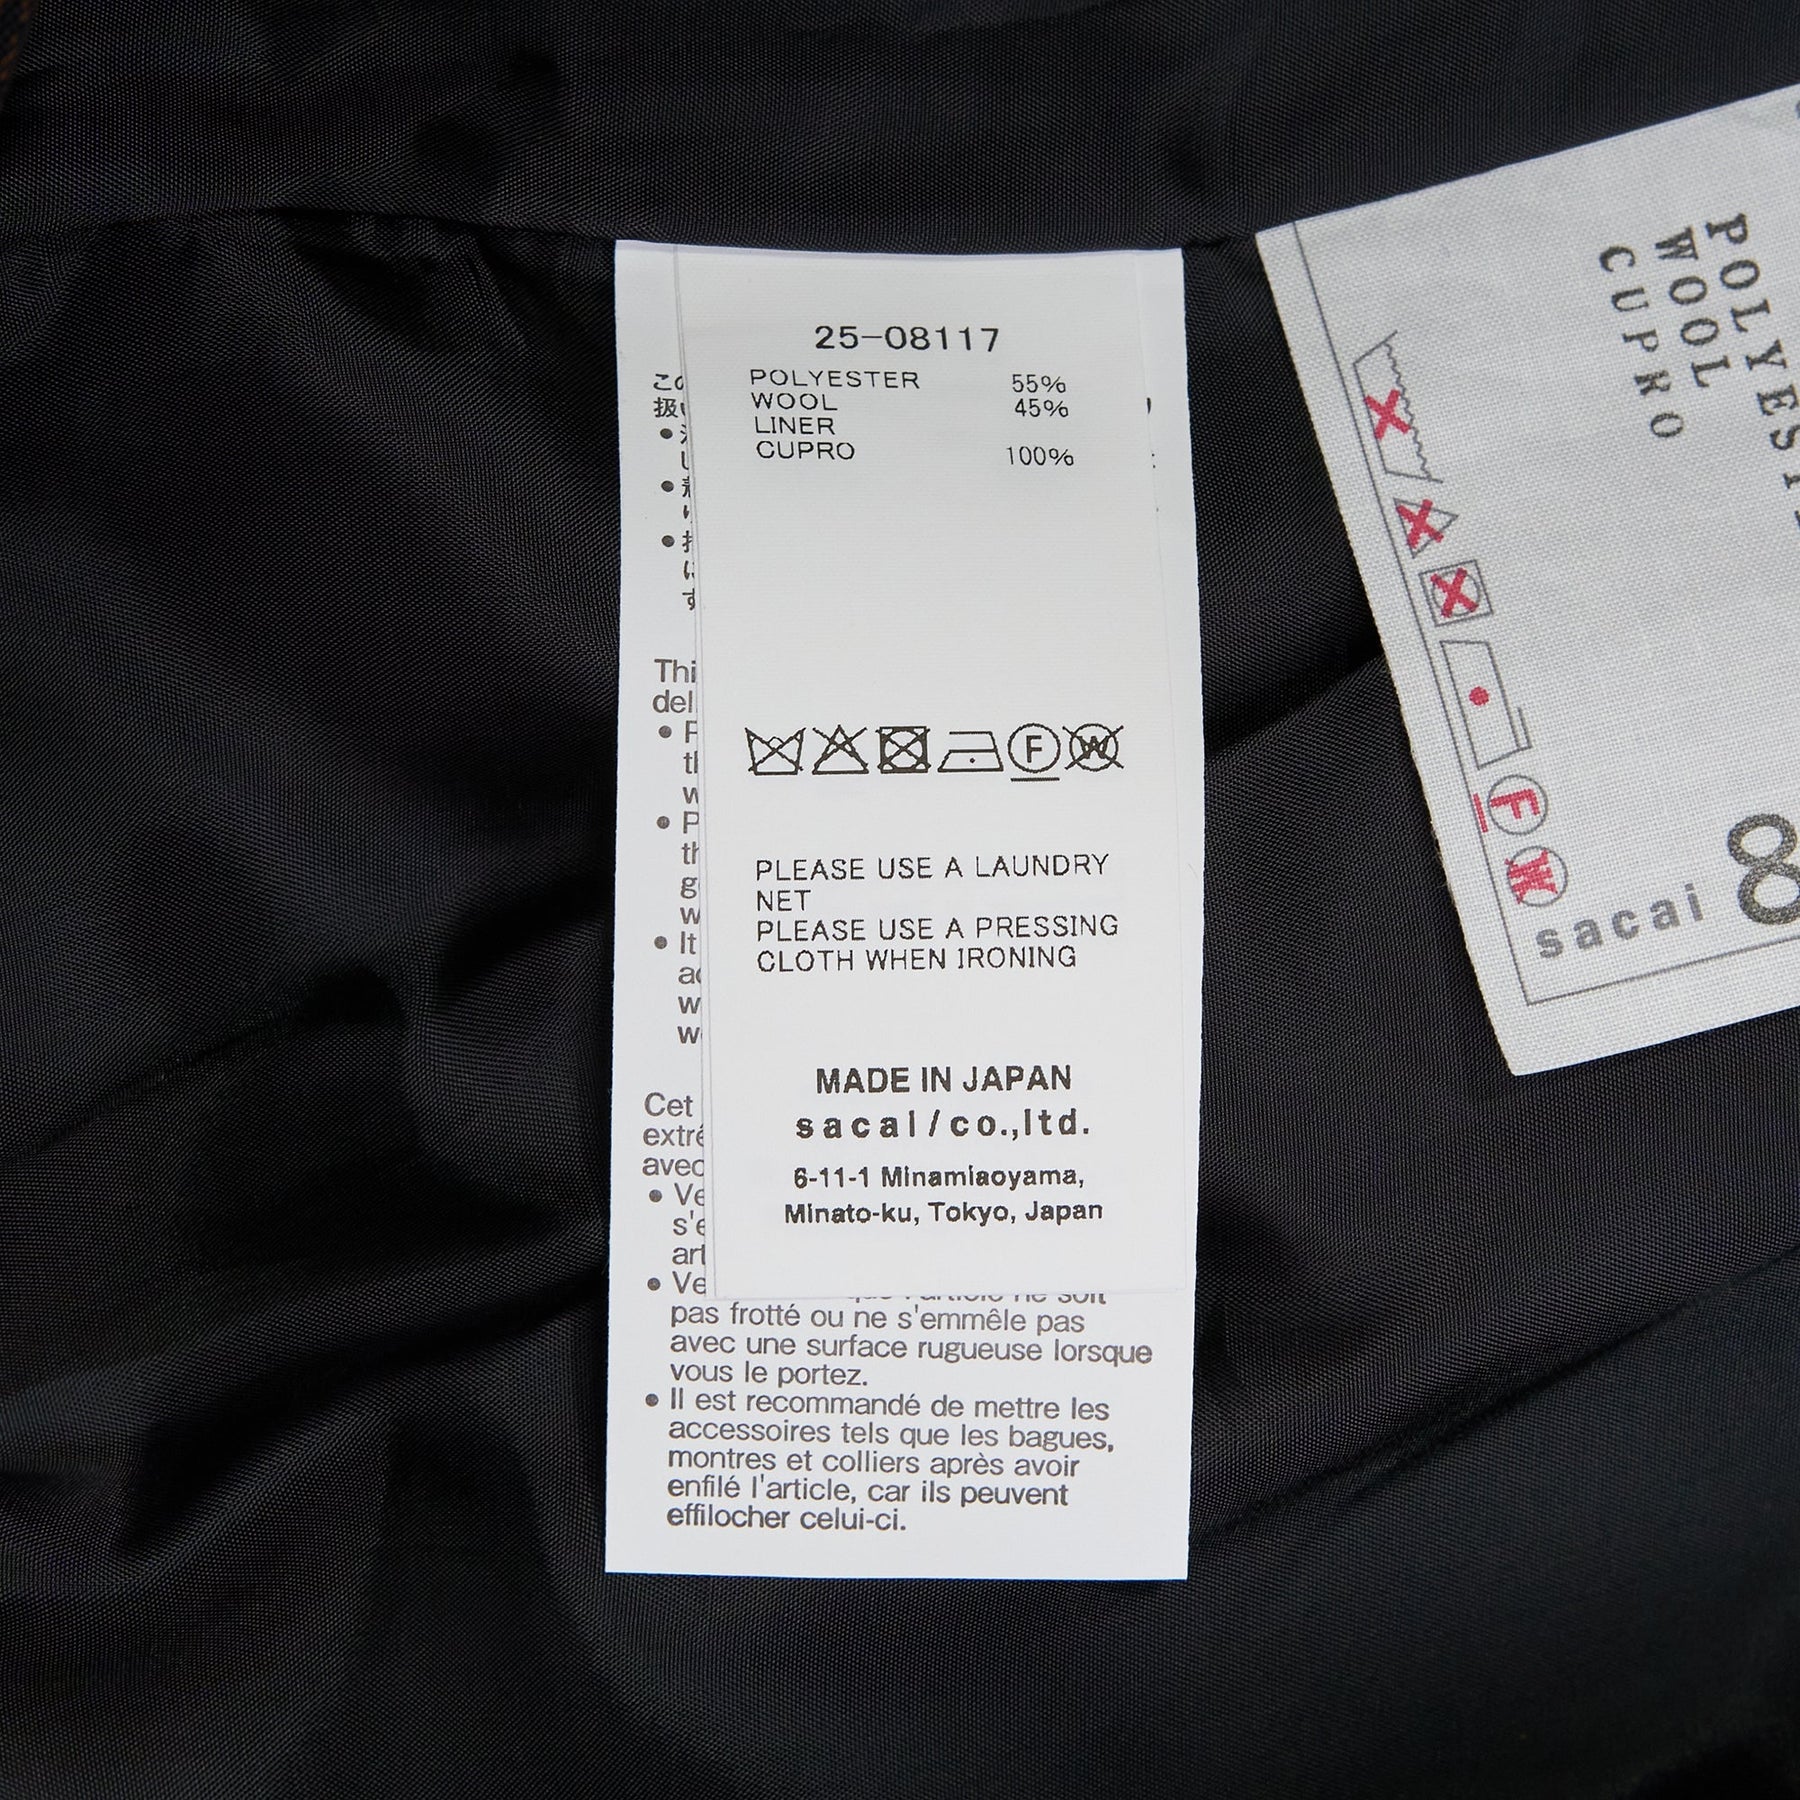 25-08117
POLYESTER 55%
WOOL 45%
LINER
CUPRO 100%
F W
PLEASE USE A LAUNDRY
NET
PLEASE USE A PRESSING
CLOTH WHEN IRONING
MADE IN JAPAN
sacai/co.,ltd.
6-11-1 Minamiaoyama,
Minato-ku, Tokyo, Japan
Cet
avec
pas frotté ou ne s'emmêle pas
avec une surface rugueuse lorsque
vous le portez.
• Il est recommandé de mettre les
accessoires tels que les bagues,
montres et colliers après avoir
enfilé l'article, car ils peuvent
effilocher celui-ci.
WOOL
CUPRO
F
W
sacai
8